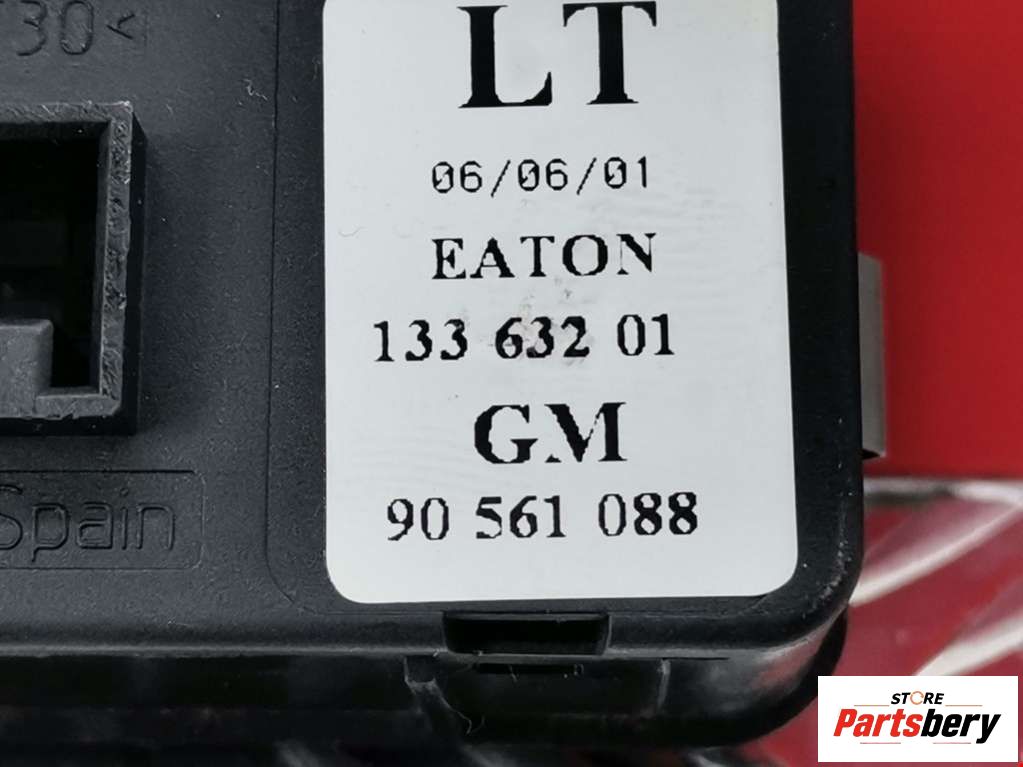 30<
LT
06/06/01
EATON
133 632 01
GM
90 561 088
Spain
STORE
Partsbery